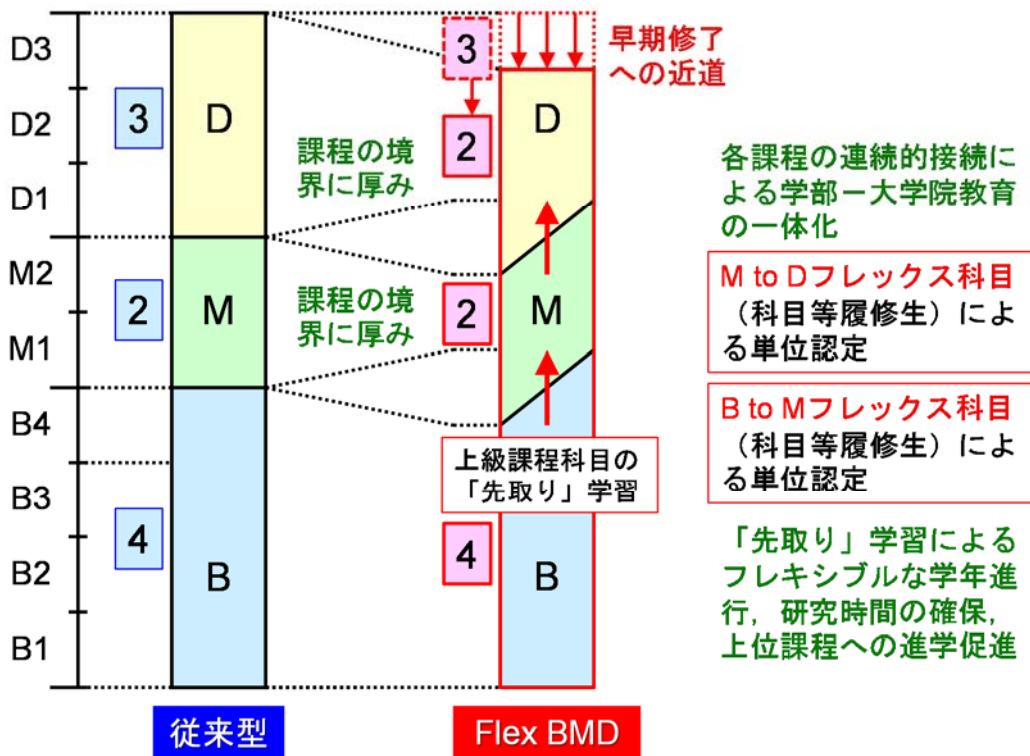 D3
D2
D1
M2
M1
B4
B3
B2
B1
3
2
4
D
M
B
従来型
課程の境
界に厚み
課程の境
界に厚み
3
2
2
4
D
M
B
上級課程科目の
「先取り」学習
Flex BMD
早期修了
への近道
各課程の連続的接続に
よる学部ー大学院教育
の一体化
M to Dフレックス科目
（科目等履修生）によ
る単位認定
B to Mフレックス科目
（科目等履修生）によ
る単位認定
「先取り」学習による
フレキシブルな学年進
行，研究時間の確保，
上位課程への進学促進